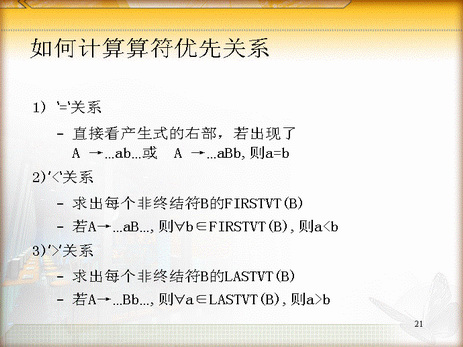 如何计算算符优先关系
1) ‘=‘关系
– 直接看产生式的右部,若出现了
A →…ab…或 A →…aBb,则a=b
2)‘<‘关系
– 求出每个非终结符B的FIRSTVT(B)
– 若A→…aB…,则∀b∈FIRSTVT(B),则a<b
3)‘>’关系
– 求出每个非终结符B的LASTVT(B)
– 若A→…Bb…,则∀a∈LASTVT(B),则a>b
21